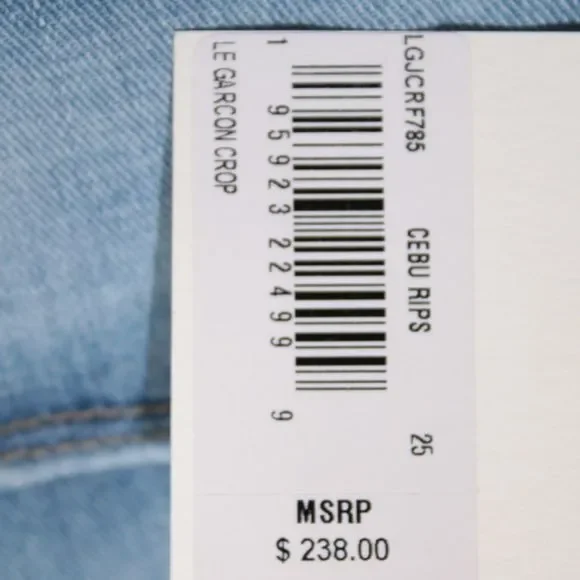 LGJCRF785 CEBU RIPS 25
1 95923 22499 9
LE GARCON CROP
MSRP
$ 238.00